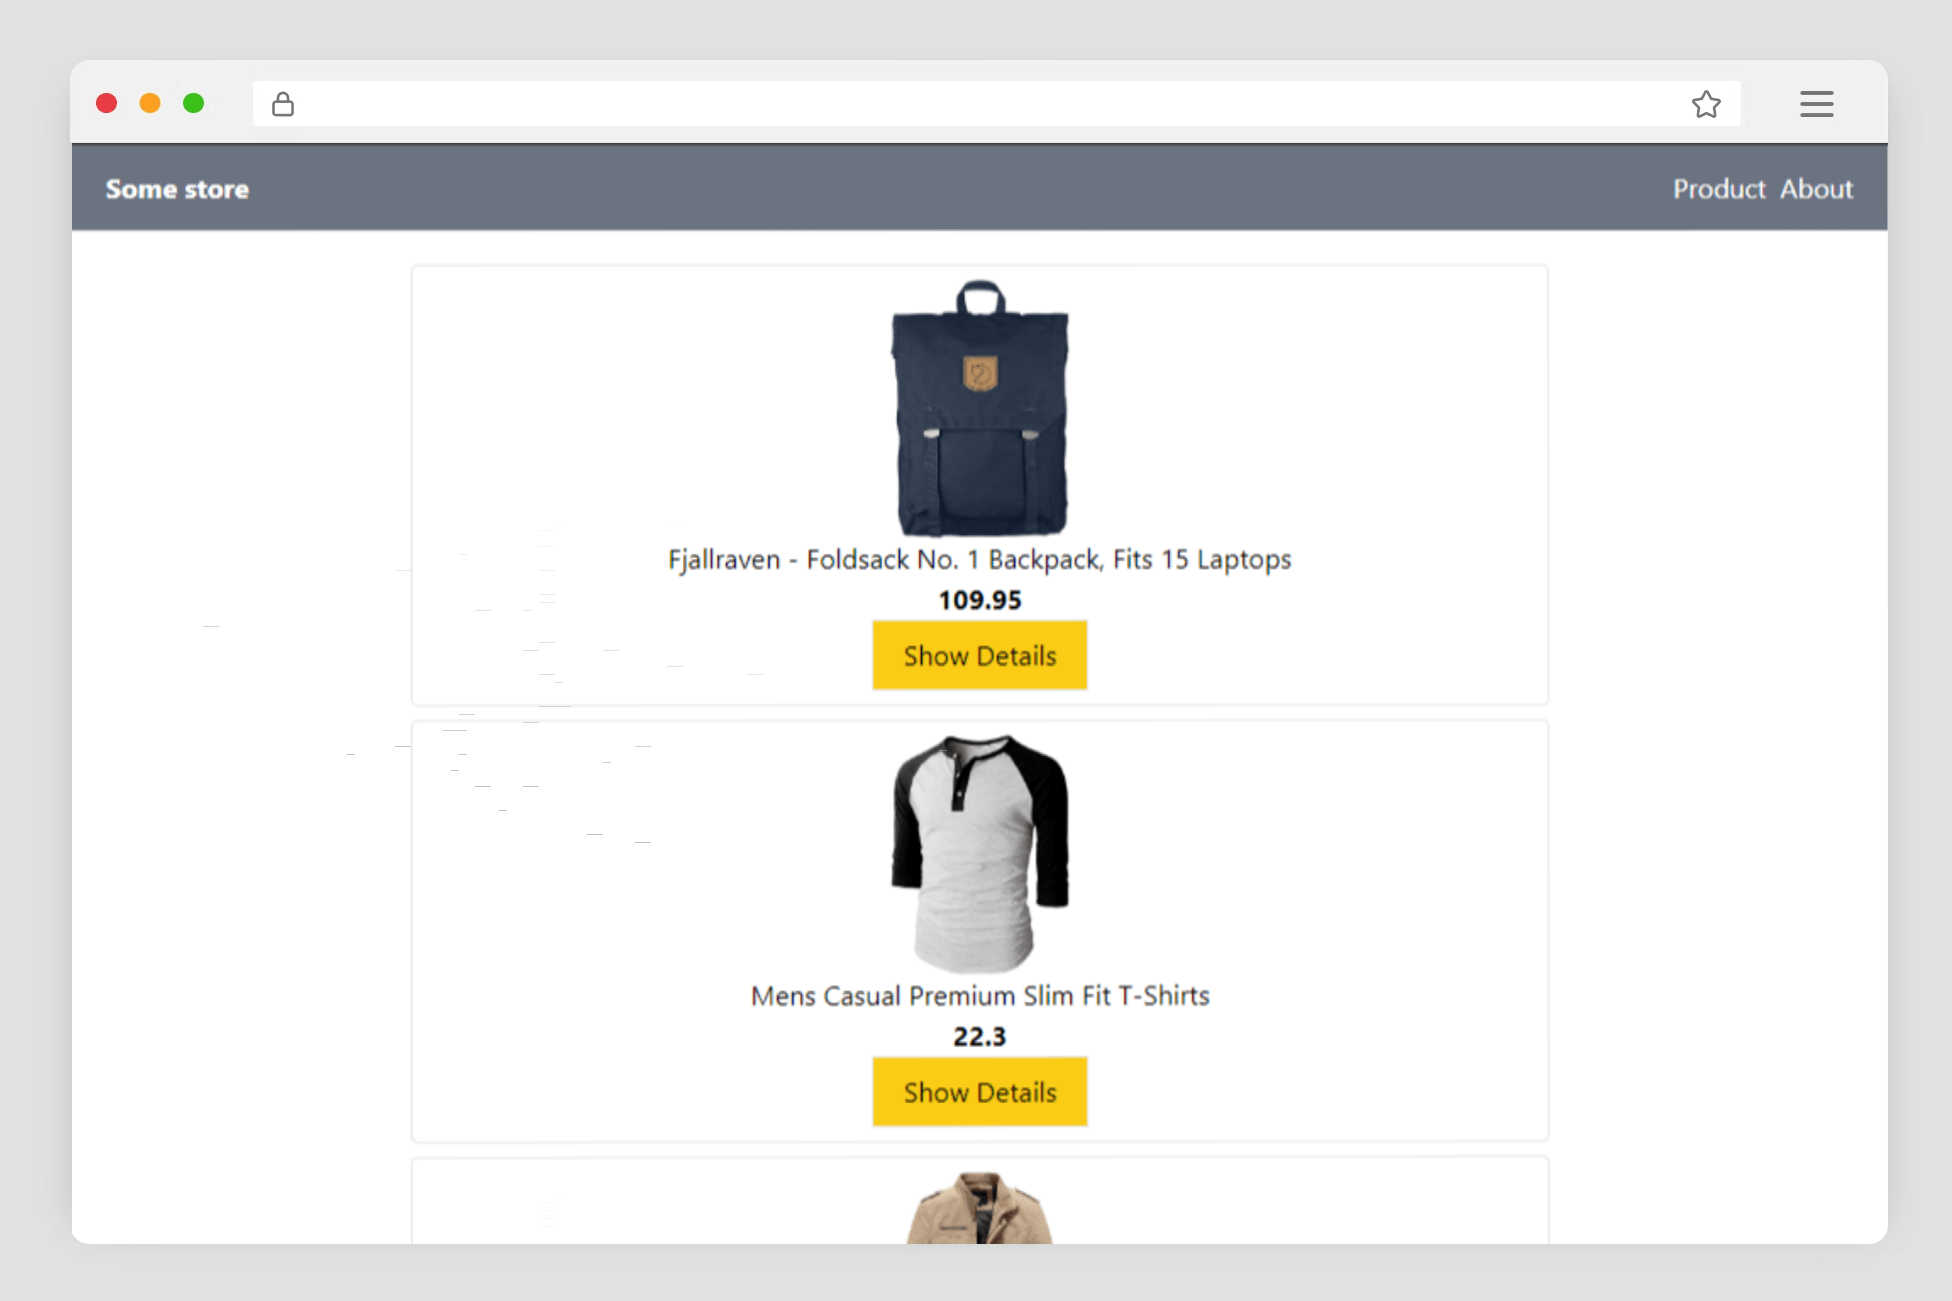 Some store
Product About
Fjallraven - Foldsack No. 1 Backpack, Fits 15 Laptops
109.95
Show Details
Mens Casual Premium Slim Fit T-Shirts
22.3
Show Details